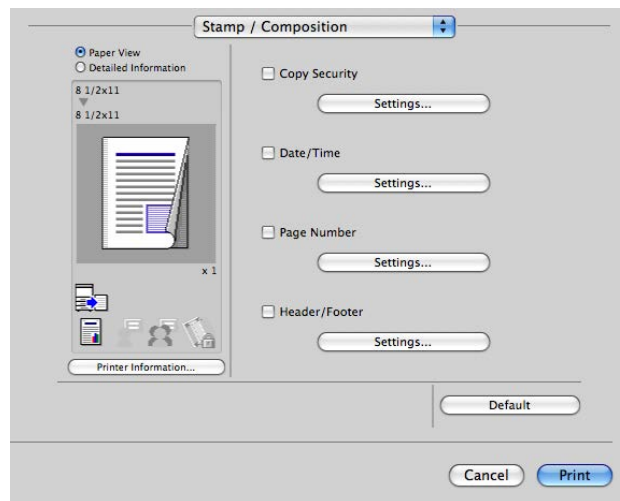 Stamp / Composition
Paper View
Detailed Information
8 1/2x11
8 1/2x11
x 1
Printer Information...
Copy Security
Settings...
Date/Time
Settings...
Page Number
Settings...
Header/Footer
Settings...
Default
Cancel
Print